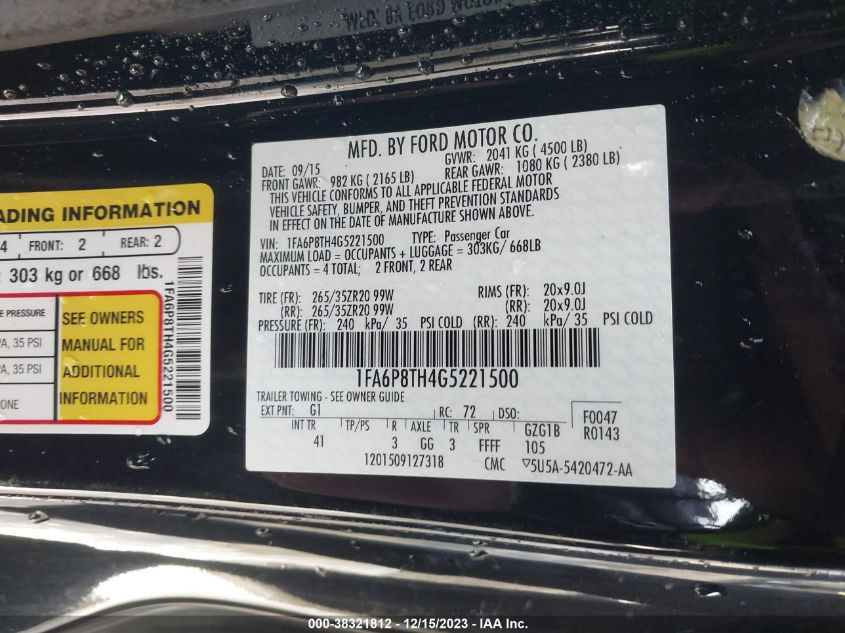 MFD. BY FORD MOTOR CO.
DATE: 09/15 GVWR: 2041 KG ( 4500 LB)
FRONT GAWR: 982 KG ( 2165 LB) REAR GAWR: 1080 KG ( 2380 LB)
THIS VEHICLE CONFORMS TO ALL APPLICABLE FEDERAL MOTOR
VEHICLE SAFETY, BUMPER, AND THEFT PREVENTION STANDARDS
IN EFFECT ON THE DATE OF MANUFACTURE SHOWN ABOVE.
VIN: 1FA6P8TH4G5221500 TYPE: Passenger Car
MAXIMUM LOAD = OCCUPANTS + LUGGAGE = 303KG/ 668LB
OCCUPANTS = 4 TOTAL; 2 FRONT, 2 REAR
TIRE (FR): 265/35ZR20 99W RIMS (FR): 20x9.0J
(RR): 265/35ZR20 99W (RR): 20x9.0J
PRESSURE (FR): 240 kPa/ 35 PSI COLD (RR): 240 kPa/ 35 PSI COLD
1FA6P8TH4G5221500
TRAILER TOWING - SEE OWNER GUIDE
EXT PNT: G1 RC: 72 DSO: F0047
R0143
INT TR TP/PS R AXLE TR SPR GZG1B
41 3 GG 3 FFFF 105
1201509127318 CMC ▽5U5A-5420472-AA
ADING INFORMATION
4 FRONT: 2 REAR: 2
: 303 kg or 668 lbs.
E PRESSURE
A, 35 PSI
A, 35 PSI
ONE
SEE OWNERS
MANUAL FOR
ADDITIONAL
INFORMATION
1FA6P8TH4G5221500
000-38321812 - 12/15/2023 - IAA Inc.